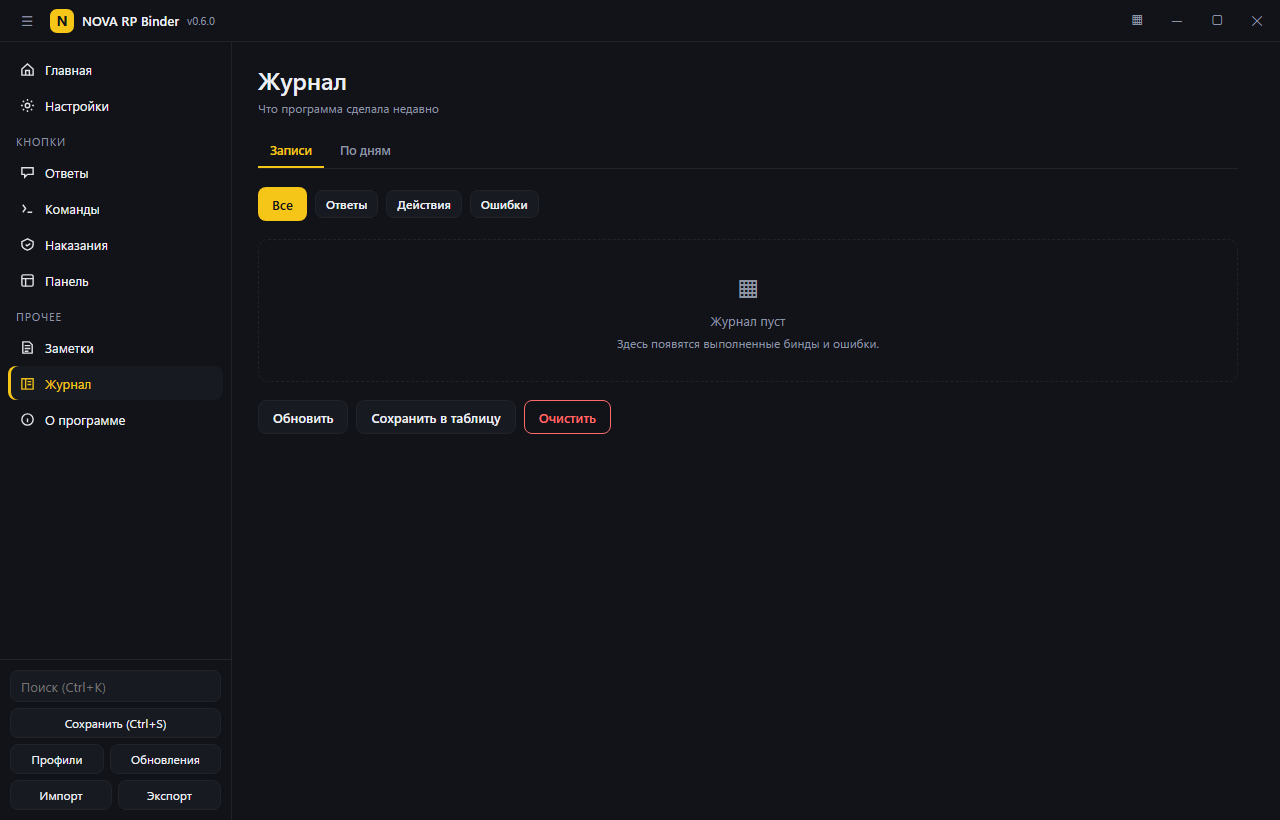 N NOVA RP Binder v0.6.0
Главная
Настройки
КНОПКИ
Ответы
Команды
Наказания
Панель
ПРОЧЕЕ
Заметки
Журнал
О программе
Поиск (Ctrl+K)
Сохранить (Ctrl+S)
Профили Обновления
Импорт Экспорт
Журнал
Что программа сделала недавно
Записи По дням
Все Ответы Действия Ошибки
Журнал пуст
Здесь появятся выполненные бинды и ошибки.
Обновить Сохранить в таблицу Очистить